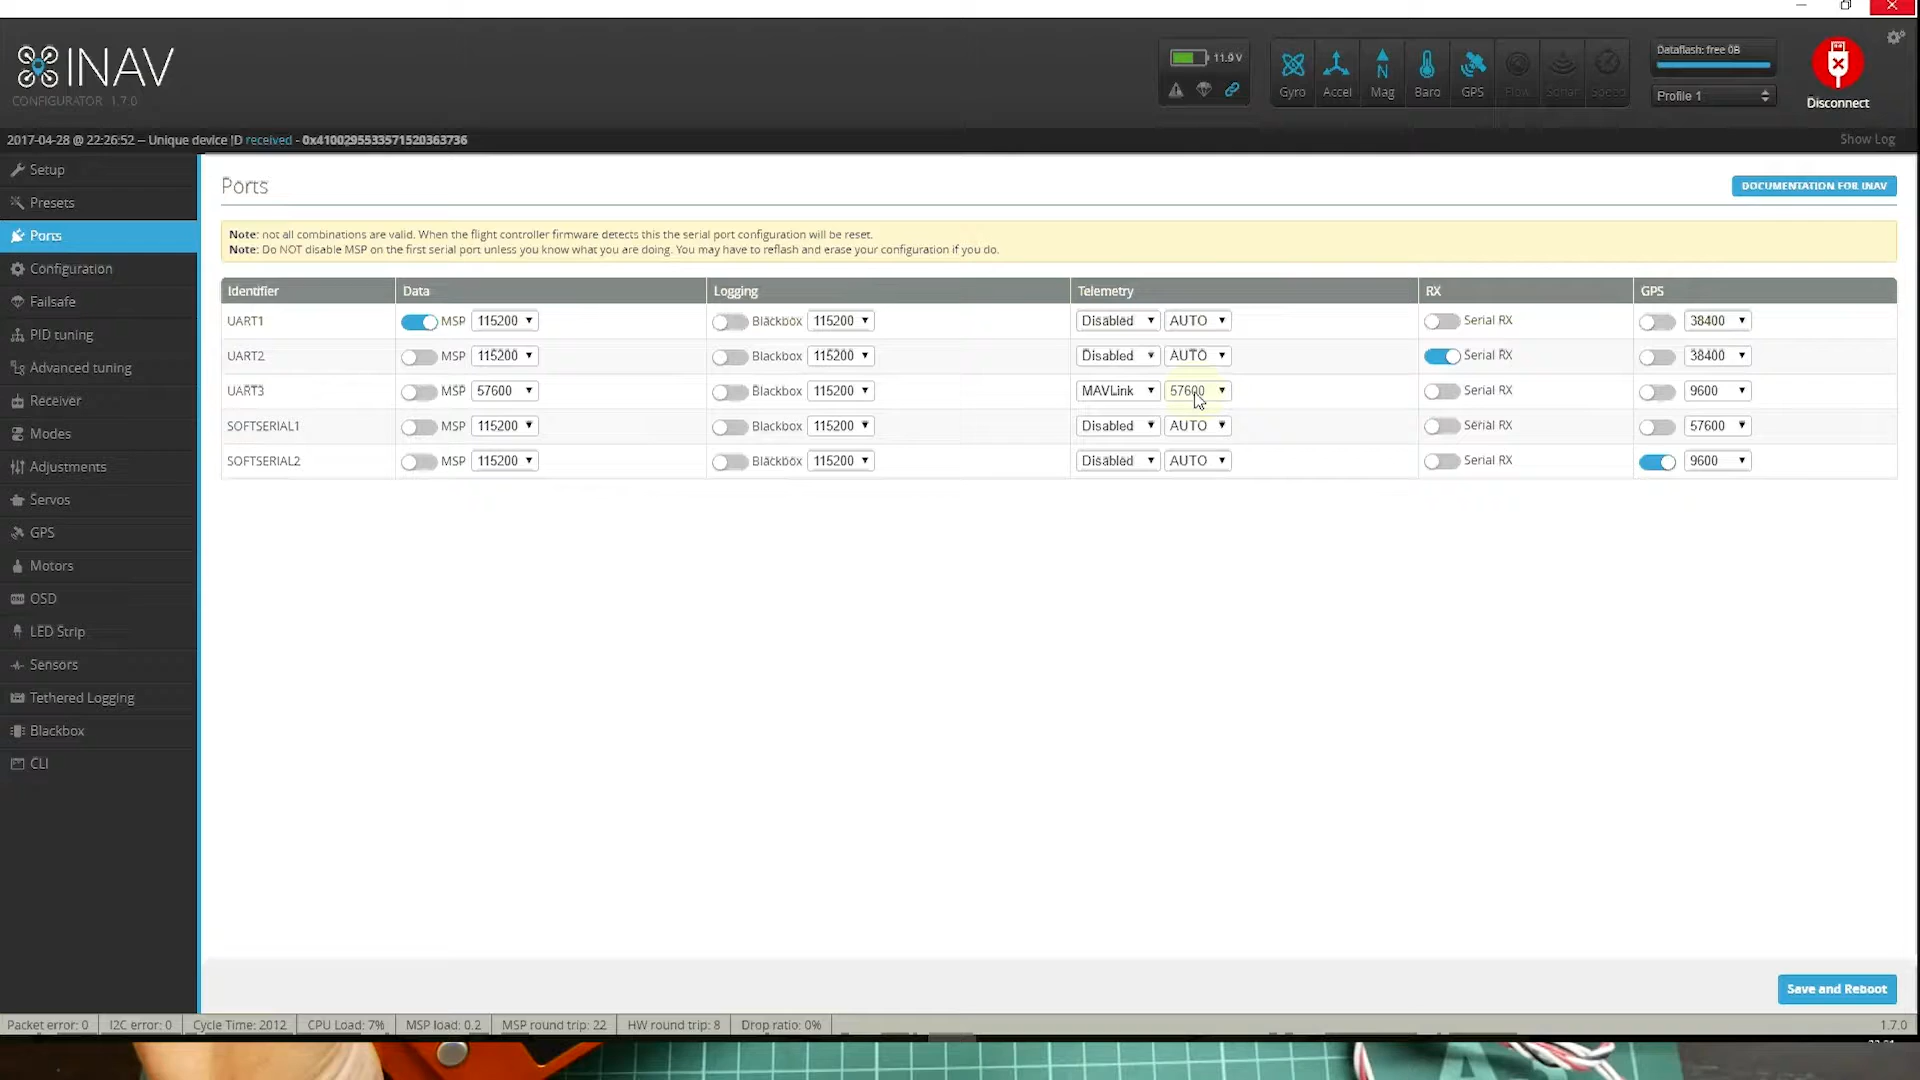 INAV
CONFIGURATOR 1.7.0
11.9 V
Gyro Accel Mag Baro GPS Flow Sonar Speed
Dataflash: free 0B
Profile 1
Disconnect
2017-04-28 @ 22:26:52 -- Unique device ID received - 0x4100295533571520363736
Show Log
Setup
Presets
Ports
Configuration
Failsafe
PID tuning
Advanced tuning
Receiver
Modes
Adjustments
Servos
GPS
Motors
OSD
LED Strip
Sensors
Tethered Logging
Blackbox
CLI
Ports
DOCUMENTATION FOR INAV
Note: not all combinations are valid. When the flight controller firmware detects this the serial port configuration will be reset.
Note: Do NOT disable MSP on the first serial port unless you know what you are doing. You may have to reflash and erase your configuration if you do.
Identifier Data Logging Telemetry RX GPS
UART1 MSP 115200 Blackbox 115200 Disabled AUTO Serial RX 38400
UART2 MSP 115200 Blackbox 115200 Disabled AUTO Serial RX 38400
UART3 MSP 57600 Blackbox 115200 MAVLink 57600 Serial RX 9600
SOFTSERIAL1 MSP 115200 Blackbox 115200 Disabled AUTO Serial RX 57600
SOFTSERIAL2 MSP 115200 Blackbox 115200 Disabled AUTO Serial RX 9600
Save and Reboot
Packet error: 0 I2C error: 0 Cycle Time: 2012 CPU Load: 7% MSP load: 0.2 MSP round trip: 22 HW round trip: 8 Drop ratio: 0% 1.7.0